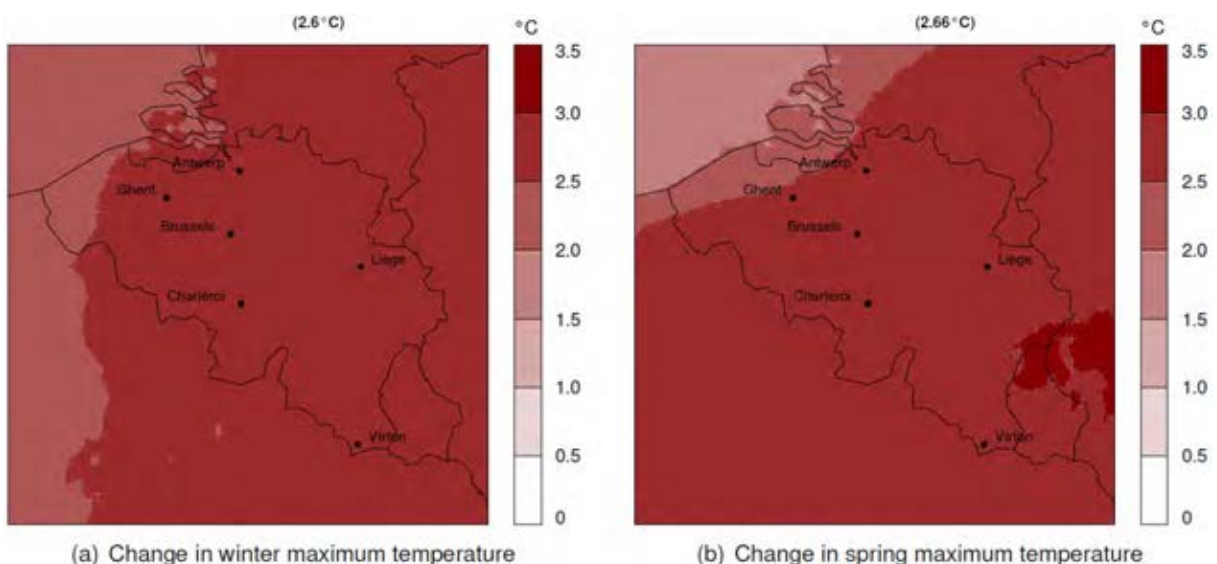 (2.6°C)
°C
3.5
3.0
2.5
2.0
1.5
1.0
0.5
0
Antwerp
Ghent
Brussels
Liege
Charleroi
Virton
(a) Change in winter maximum temperature
(2.66°C)
°C
3.5
3.0
2.5
2.0
1.5
1.0
0.5
0
Antwerp
Ghent
Brussels
Liege
Charleroi
Virton
(b) Change in spring maximum temperature